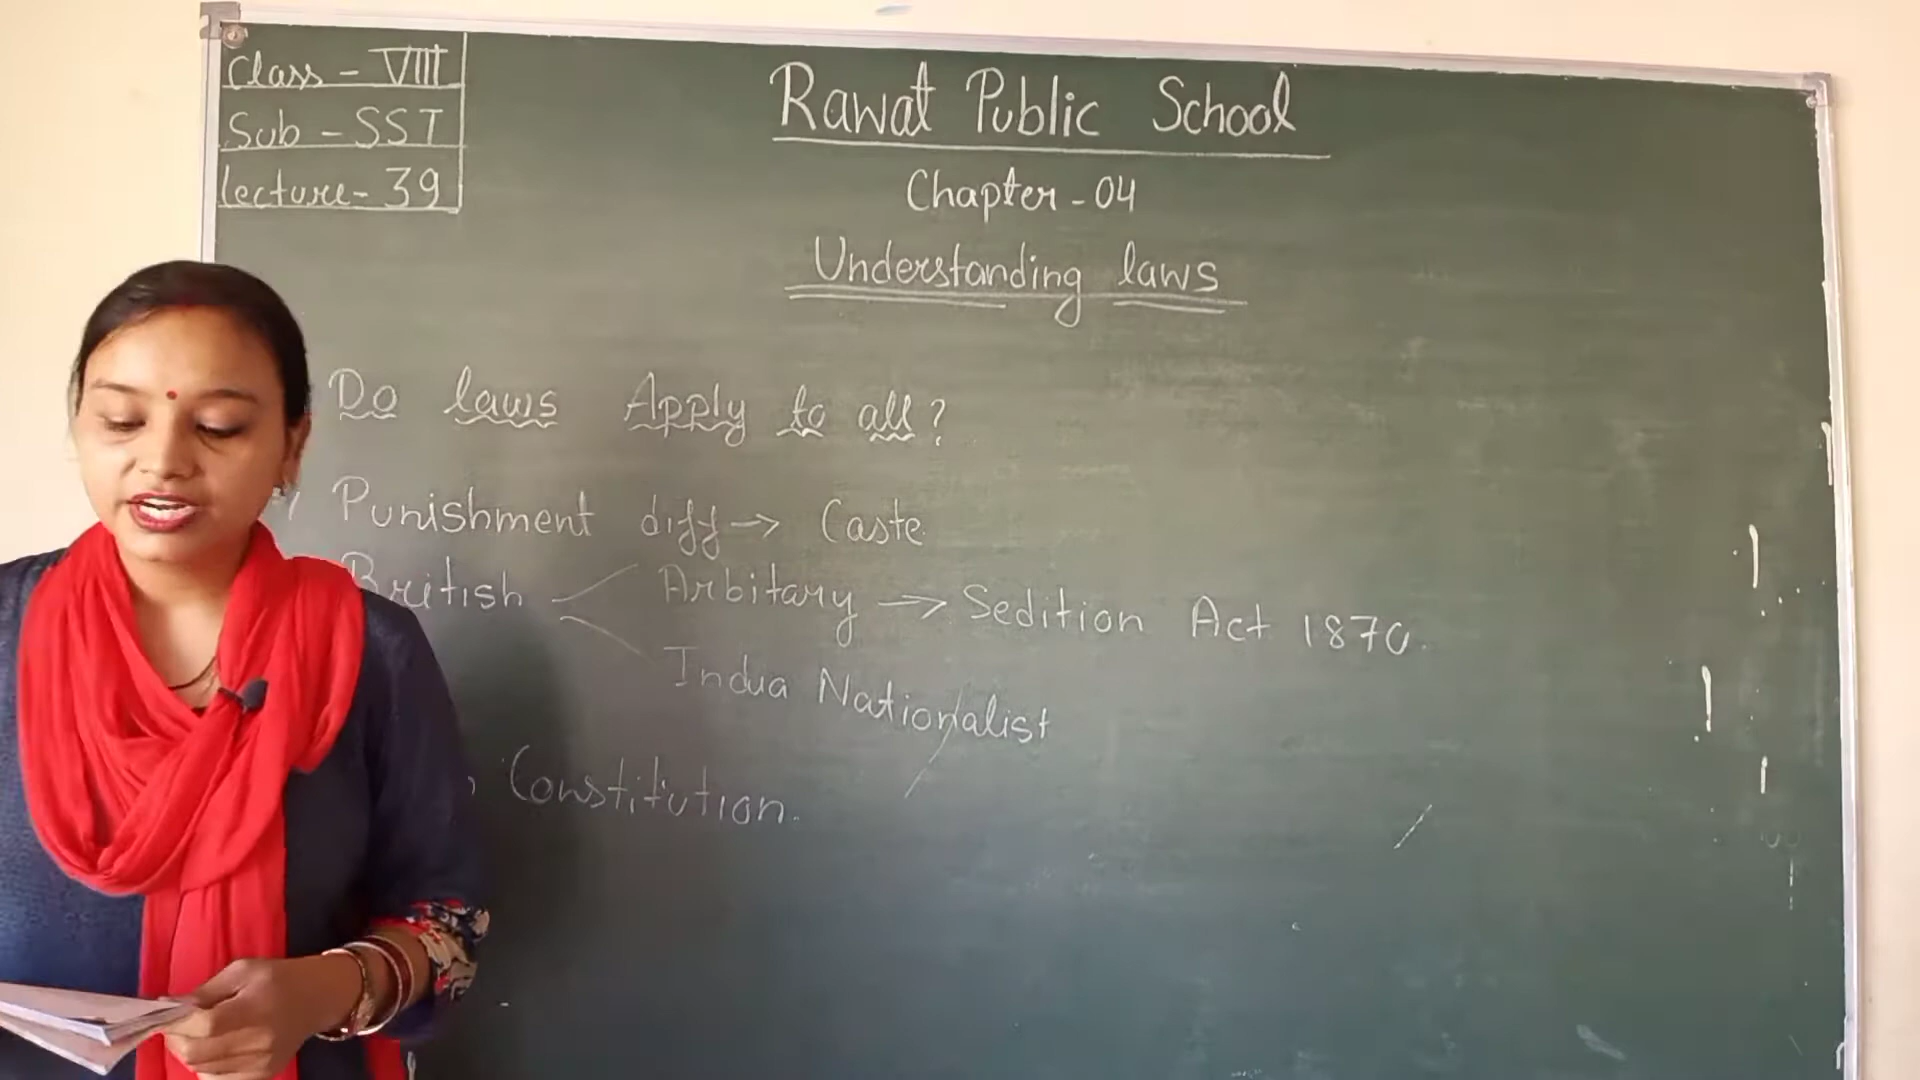 Class - VIII
Sub - SST
Lecture - 39
Rawat Public School
Chapter - 04
Understanding laws
Do laws Apply to all?
Punishment diff → Caste
British
Arbitary → Sedition Act 1870.
India Nationalist
Constitution.